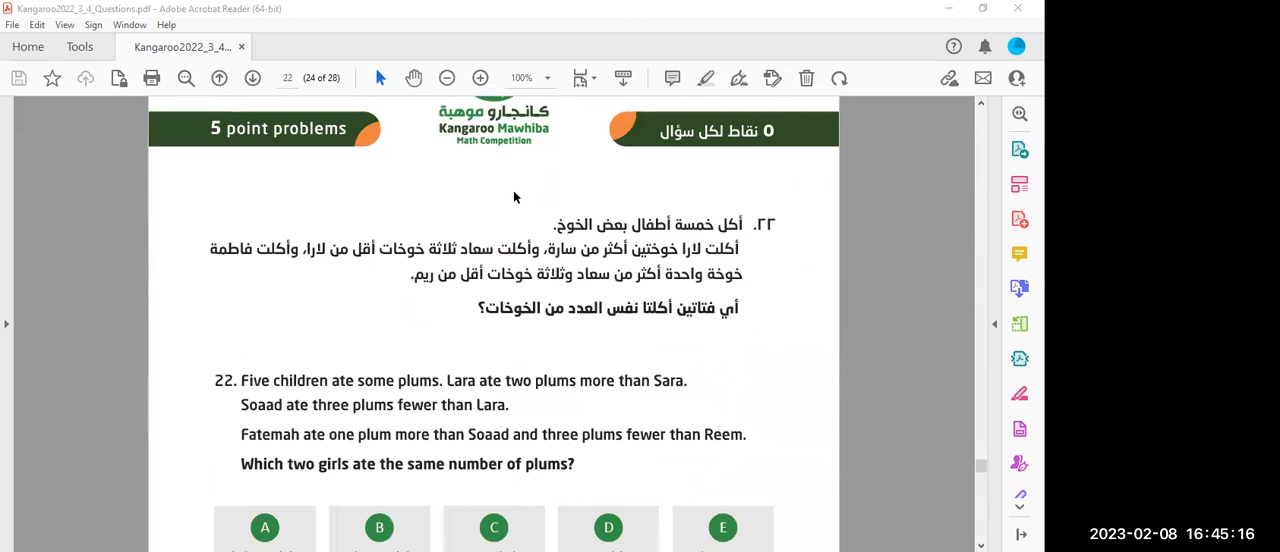 Kangaroo2022_3_4_Questions.pdf - Adobe Acrobat Reader (64-bit)
File Edit View Sign Window Help
Home Tools Kangaroo2022_3_4...
22 (24 of 28) 100%
5 point problems
كانجارو موهبة
Kangaroo Mawhiba
Math Competition
٥ نقاط لكل سؤال
٢٢. أكل خمسة أطفال بعض الخوخ.
أكلت لارا خوختين أكثر من سارة، وأكلت سعاد ثلاثة خوخات أقل من لارا، وأكلت فاطمة
خوخة واحدة أكثر من سعاد وثلاثة خوخات أقل من ريم.
أي فتاتين أكلتا نفس العدد من الخوخات؟
22. Five children ate some plums. Lara ate two plums more than Sara.
Soaad ate three plums fewer than Lara.
Fatemah ate one plum more than Soaad and three plums fewer than Reem.
Which two girls ate the same number of plums?
A B C D E
2023-02-08 16:45:16